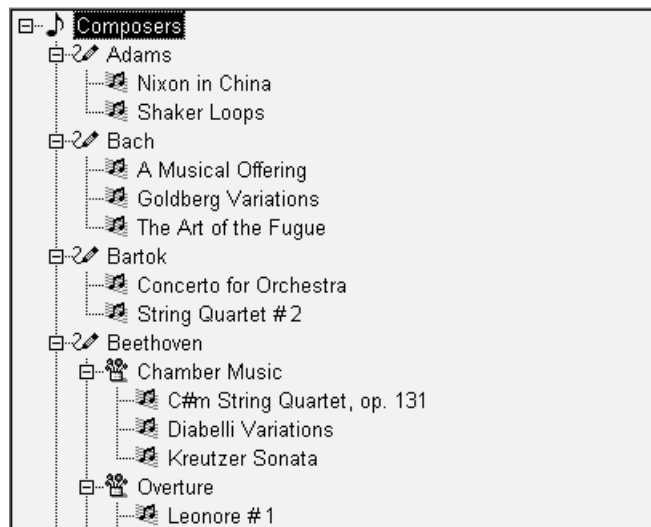 Composers
Adams
Nixon in China
Shaker Loops
Bach
A Musical Offering
Goldberg Variations
The Art of the Fugue
Bartok
Concerto for Orchestra
String Quartet #2
Beethoven
Chamber Music
C#m String Quartet, op. 131
Diabelli Variations
Kreutzer Sonata
Overture
Leonore #1